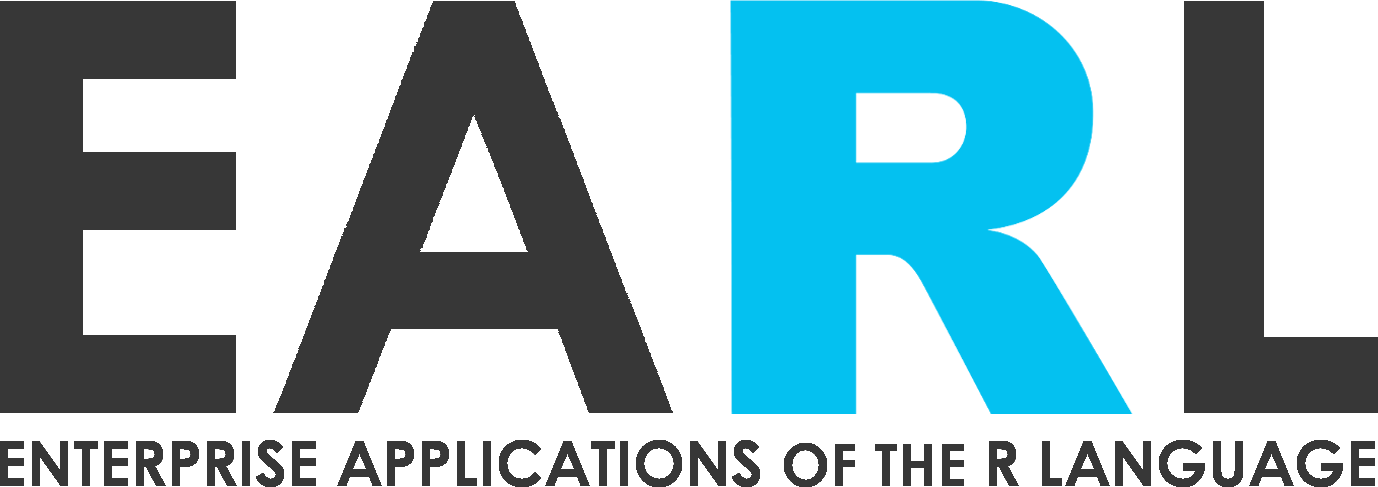 EARL
ENTERPRISE APPLICATIONS OF THE R LANGUAGE